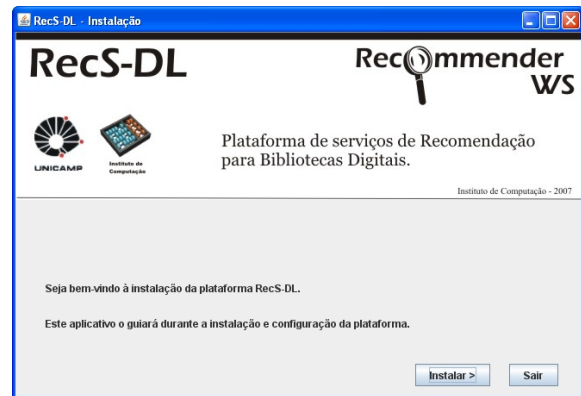 RecS-DL - Instalação
RecS-DL
Recommender
WS
UNICAMP
Instituto de
Computação
Plataforma de serviços de Recomendação
para Bibliotecas Digitais.
Instituto de Computação - 2007
Seja bem-vindo à instalação da plataforma RecS-DL.
Este aplicativo o guiará durante a instalação e configuração da plataforma.
Instalar >
Sair